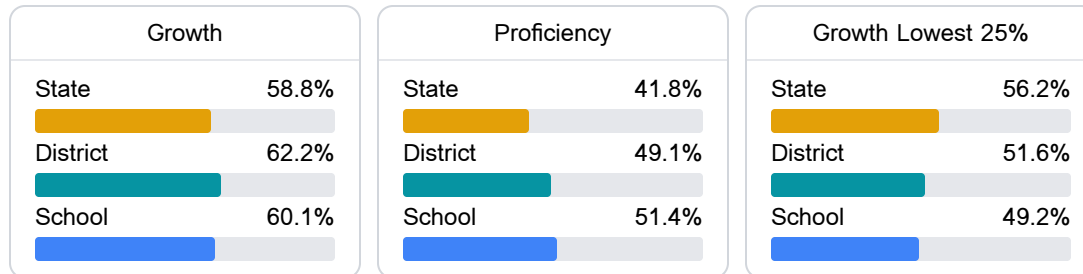 Growth
State 58.8%
District 62.2%
School 60.1%
Proficiency
State 41.8%
District 49.1%
School 51.4%
Growth Lowest 25%
State 56.2%
District 51.6%
School 49.2%